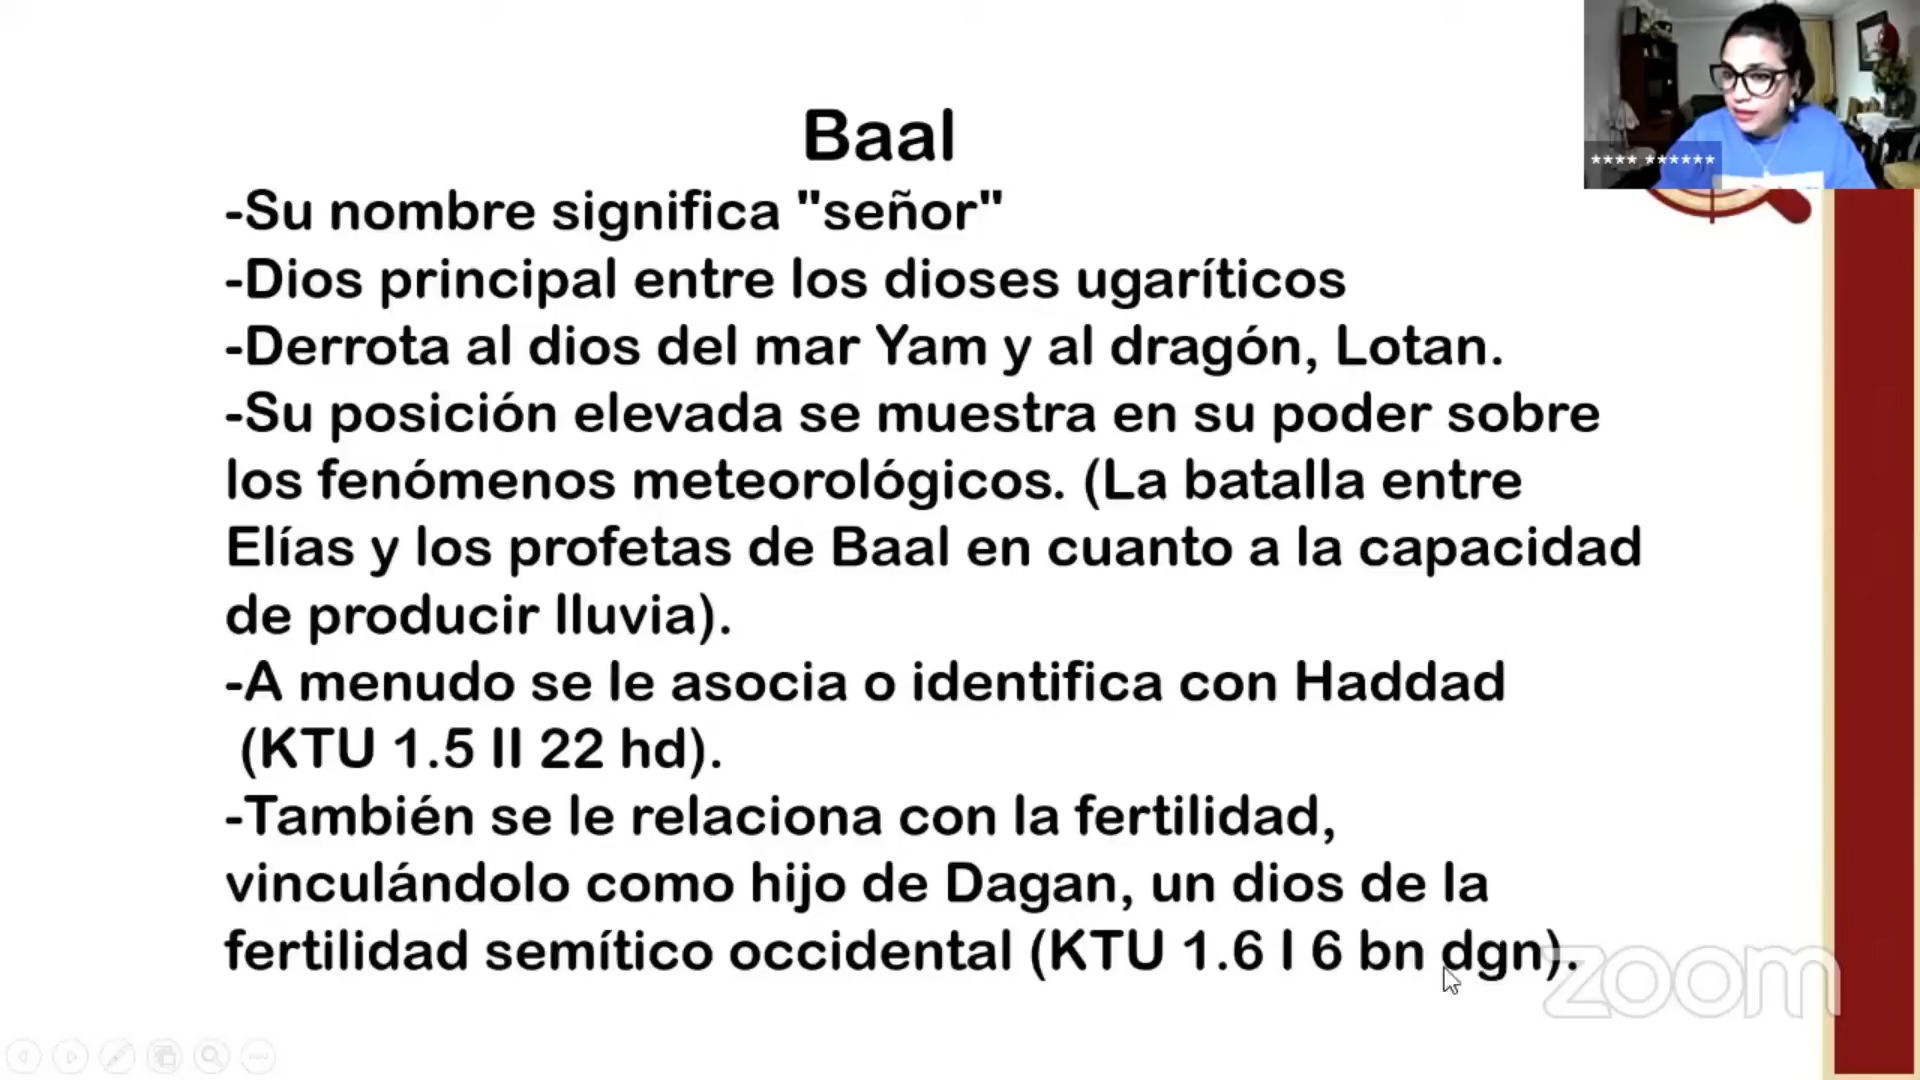 Baal
-Su nombre significa "señor"
-Dios principal entre los dioses ugaríticos
-Derrota al dios del mar Yam y al dragón, Lotan.
-Su posición elevada se muestra en su poder sobre
los fenómenos meteorológicos. (La batalla entre
Elías y los profetas de Baal en cuanto a la capacidad
de producir lluvia).
-A menudo se le asocia o identifica con Haddad
(KTU 1.5 II 22 hd).
-También se le relaciona con la fertilidad,
vinculándolo como hijo de Dagan, un dios de la
fertilidad semítico occidental (KTU 1.6 I 6 bn dgn).
**** ******
zoom